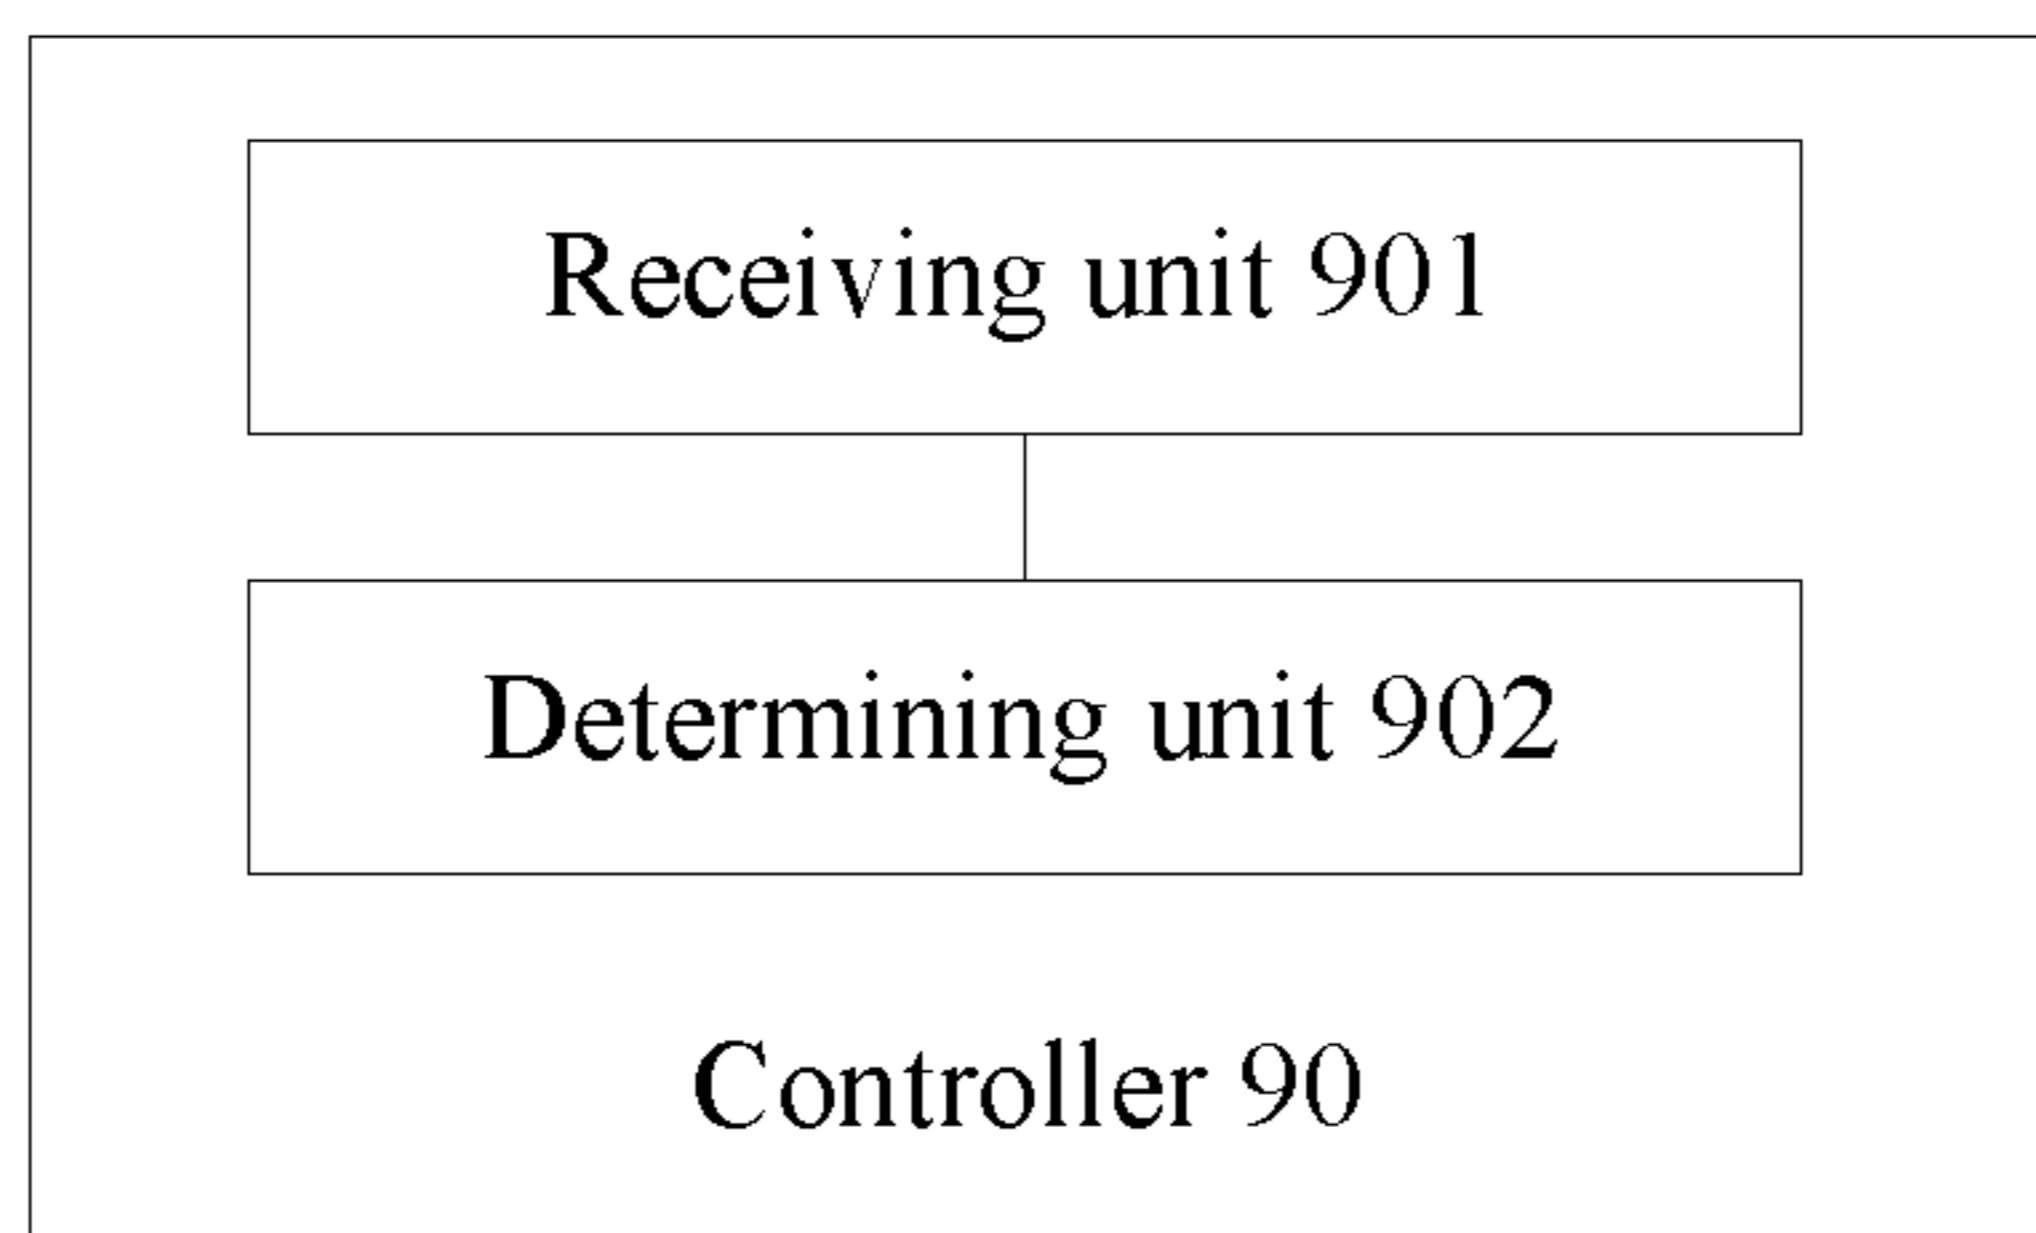 Receiving unit 901
Determining unit 902
Controller 90